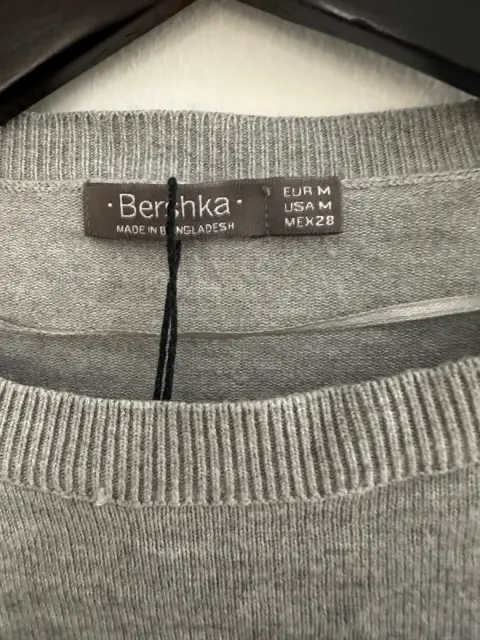 ·Bershka·
MADE IN BANGLADESH
EUR M
USA M
MEX28